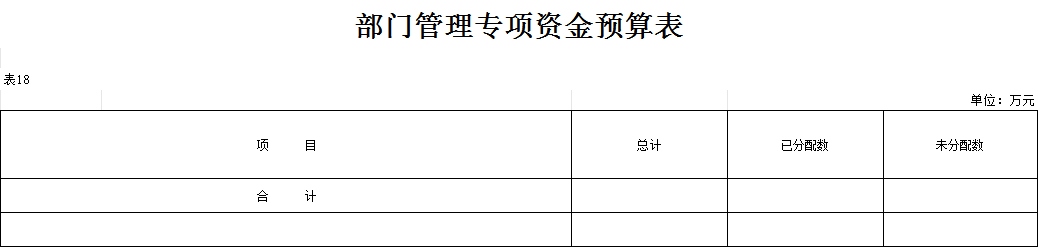 部门管理专项资金预算表
表18
单位：万元
项 目 总计 已分配数 未分配数
合 计